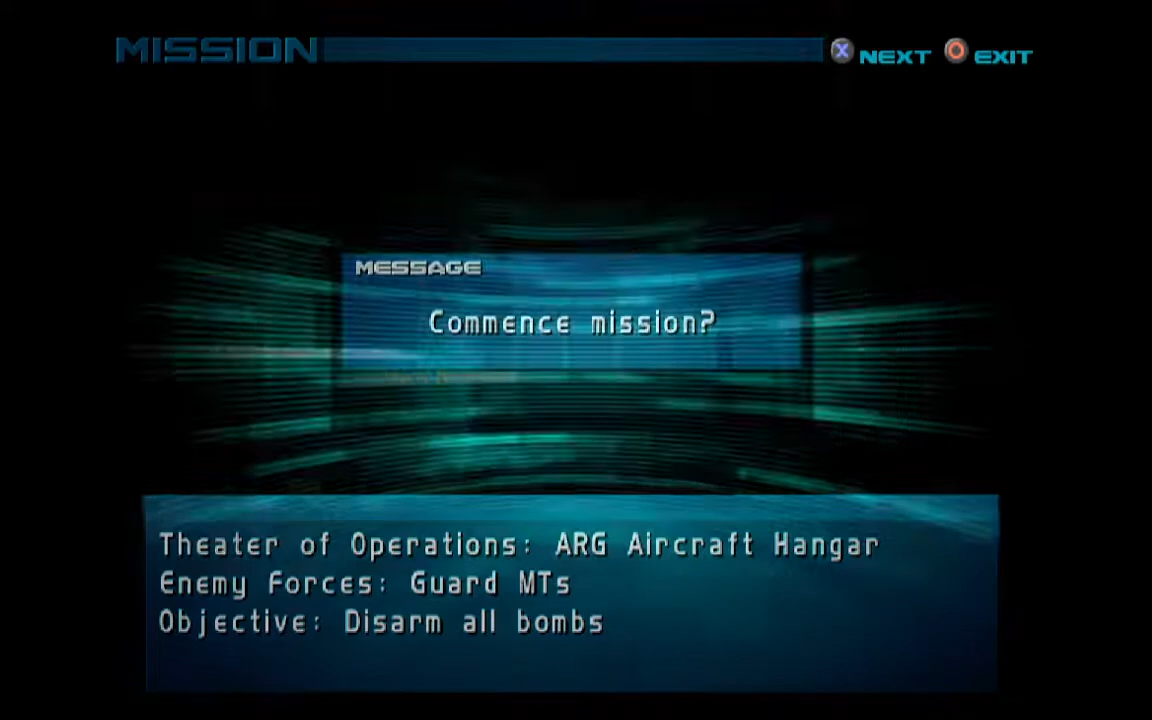 MISSION
X NEXT O EXIT
MESSAGE
Commence mission?
Theater of Operations: ARG Aircraft Hangar
Enemy Forces: Guard MTs
Objective: Disarm all bombs